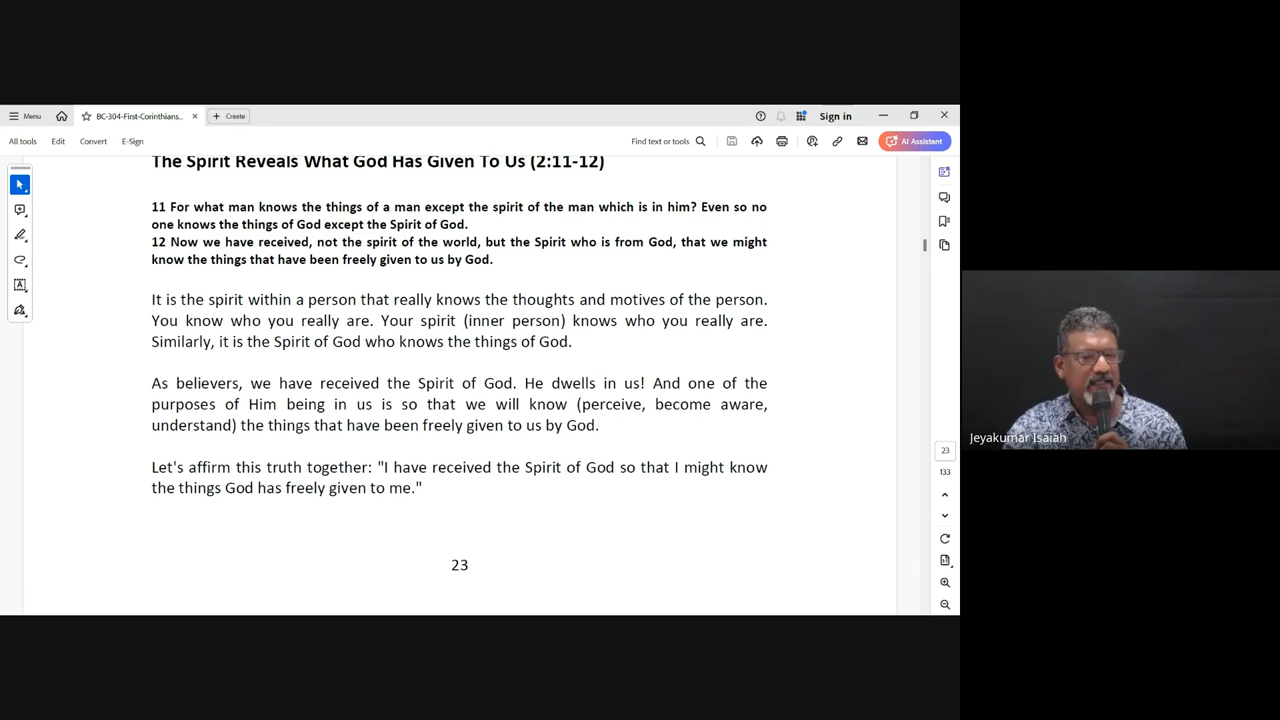 Menu
BC-304-First-Corinthians...
Create
Sign in
All tools
Edit
Convert
E-Sign
Find text or tools
AI Assistant
The Spirit Reveals What God Has Given To Us (2:11-12)
11 For what man knows the things of a man except the spirit of the man which is in him? Even so no
one knows the things of God except the Spirit of God.
12 Now we have received, not the spirit of the world, but the Spirit who is from God, that we might
know the things that have been freely given to us by God.
It is the spirit within a person that really knows the thoughts and motives of the person.
You know who you really are. Your spirit (inner person) knows who you really are.
Similarly, it is the Spirit of God who knows the things of God.
As believers, we have received the Spirit of God. He dwells in us! And one of the
purposes of Him being in us is so that we will know (perceive, become aware,
understand) the things that have been freely given to us by God.
Let's affirm this truth together: "I have received the Spirit of God so that I might know
the things God has freely given to me."
23
23
133
Jeyakumar Isaiah